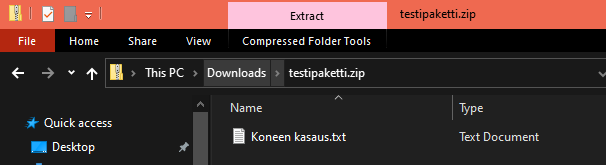 Extract
testipaketti.zip
File
Home
Share
View
Compressed Folder Tools
This PC
Downloads
testipaketti.zip
Name
Type
Quick access
Koneen kasaus.txt
Text Document
Desktop